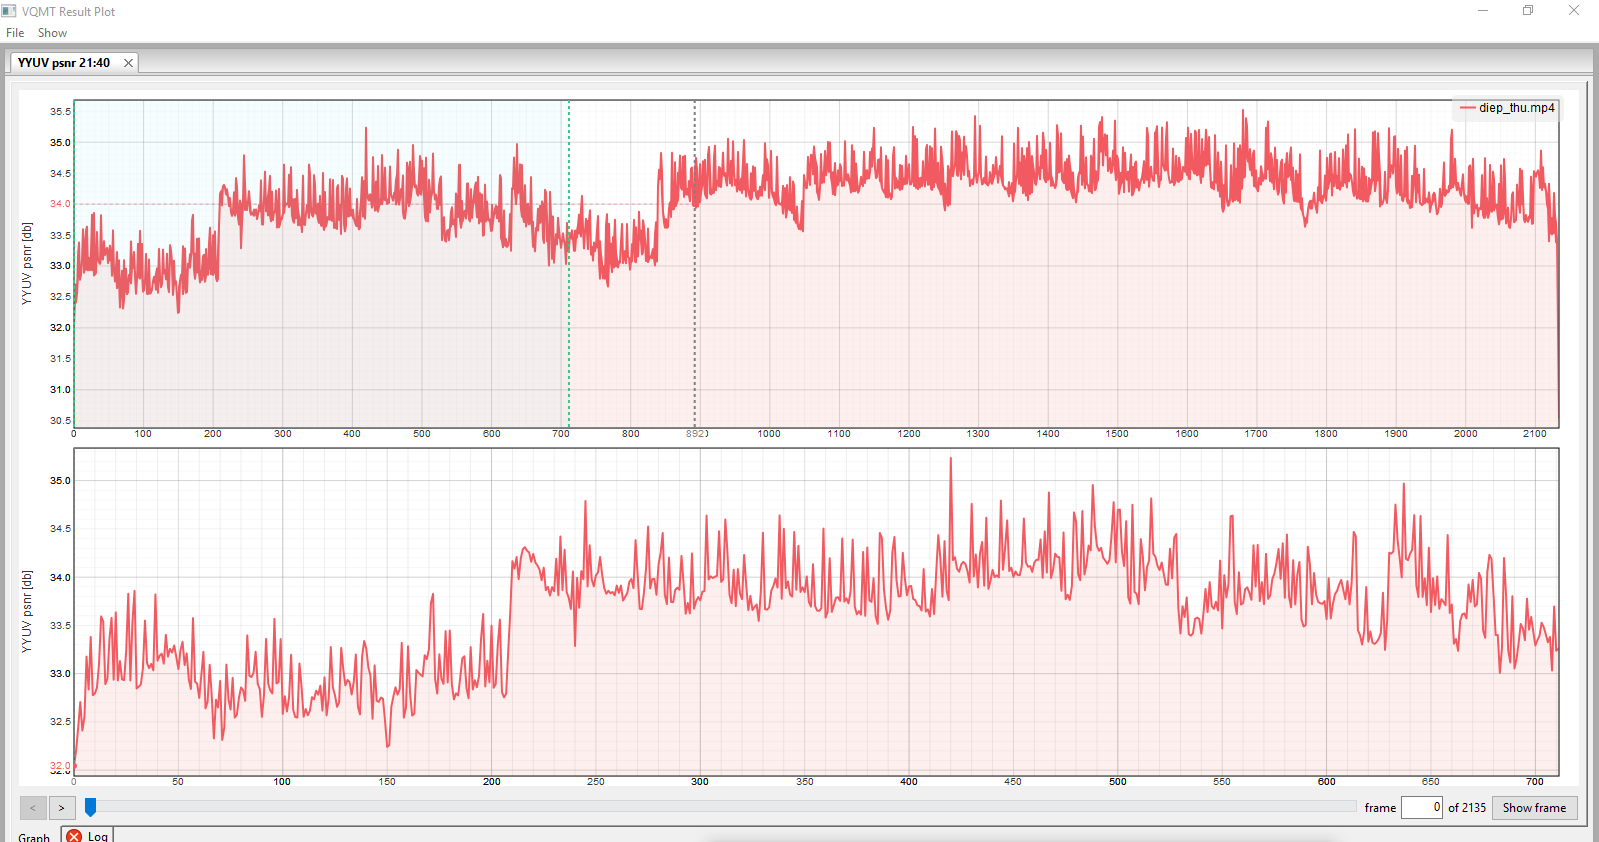 VQMT Result Plot
File Show
YYUV psnr 21:40
diep_thu.mp4
YYUV psnr [db]
35.5
35.0
34.5
34.0
33.5
33.0
32.5
32.0
31.5
31.0
30.5
0 100 200 300 400 500 600 700 800 892 1000 1100 1200 1300 1400 1500 1600 1700 1800 1900 2000 2100
YYUV psnr [db]
35.0
34.5
34.0
33.5
33.0
32.5
32.0
32.0
0 50 100 150 200 250 300 350 400 450 500 550 600 650 700
< > frame 0 of 2135 Show frame
Graph Log